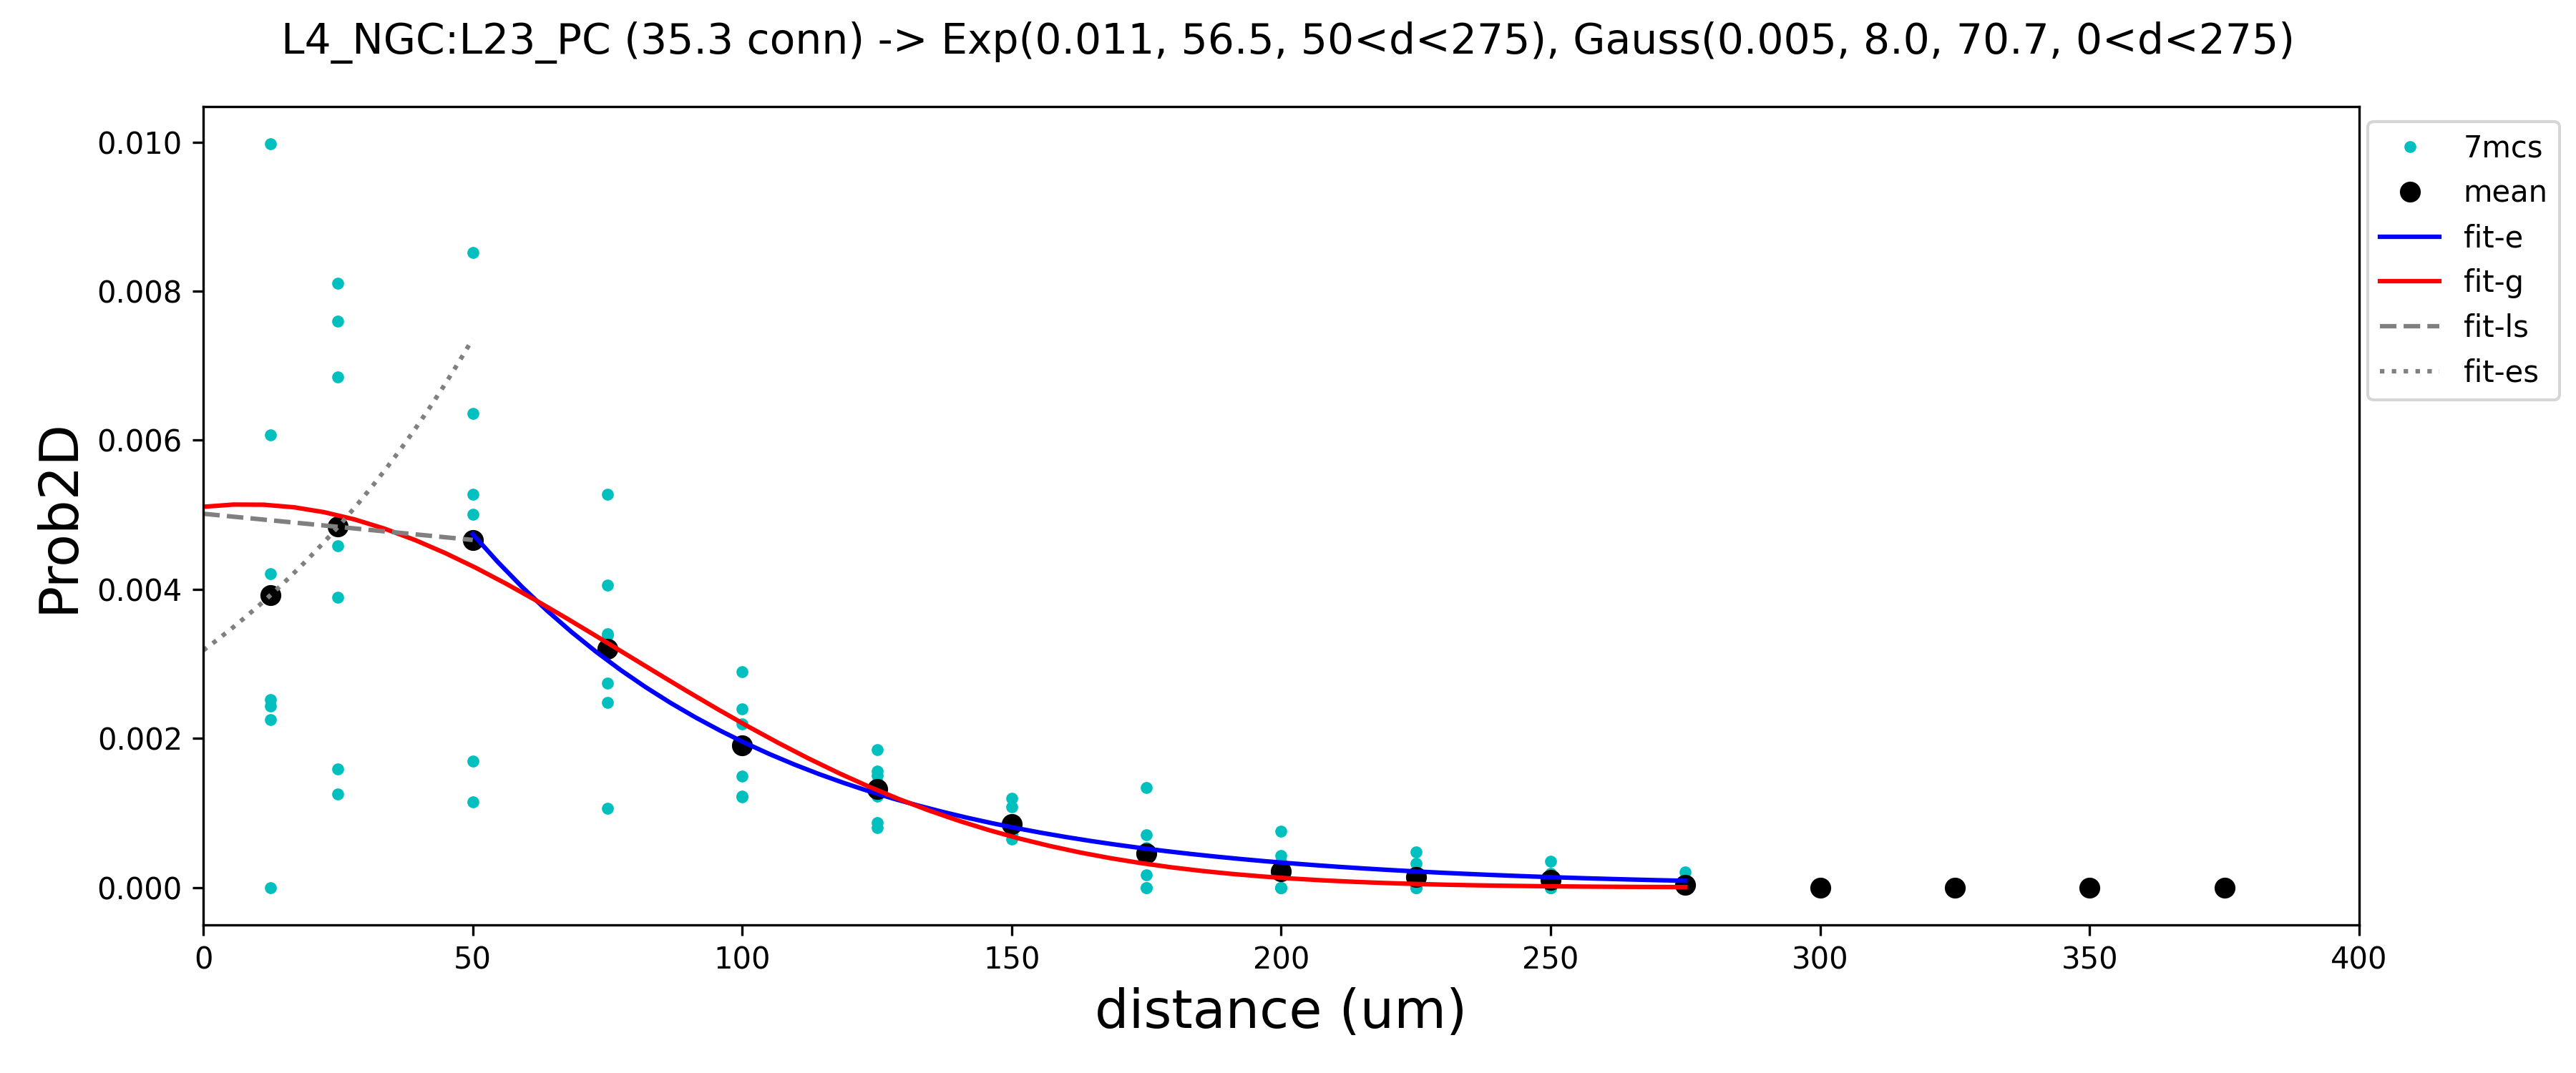 L4_NGC:L23_PC (35.3 conn) -> Exp(0.011, 56.5, 50<d<275), Gauss(0.005, 8.0, 70.7, 0<d<275)
0.010
0.008
0.006
0.004
0.002
0.000
Prob2D
0 50 100 150 200 250 300 350 400
distance (um)
7mcs
mean
fit-e
fit-g
fit-ls
fit-es